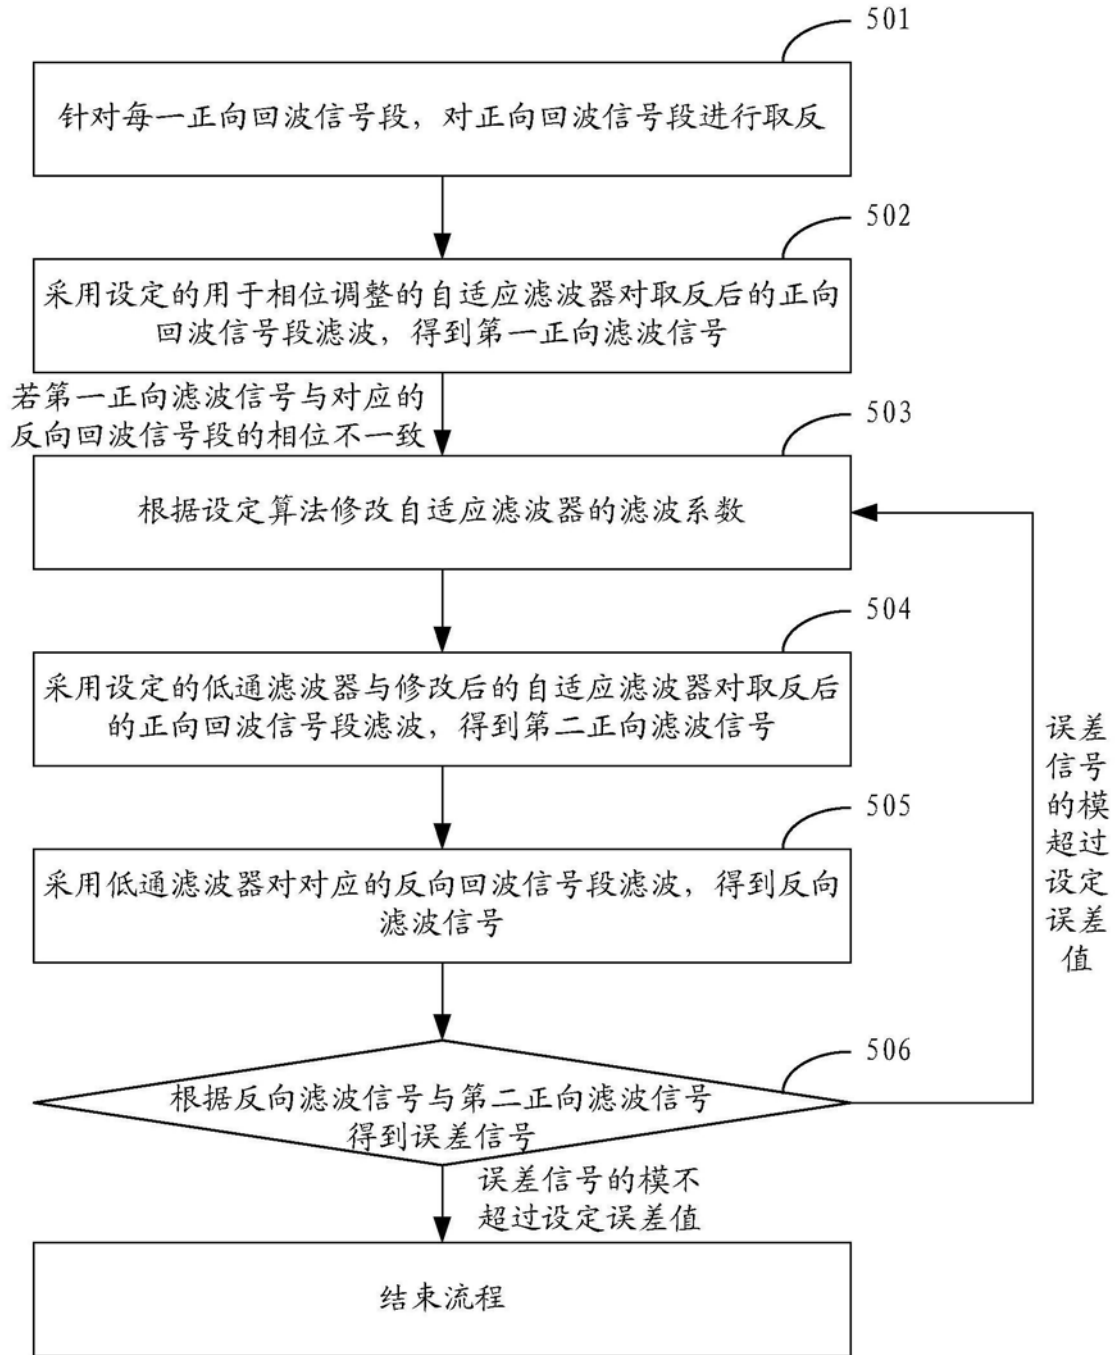 501
针对每一正向回波信号段，对正向回波信号段进行取反
502
采用设定的用于相位调整的自适应滤波器对取反后的正向
回波信号段滤波，得到第一正向滤波信号
若第一正向滤波信号与对应的
反向回波信号段的相位不一致
503
根据设定算法修改自适应滤波器的滤波系数
504
采用设定的低通滤波器与修改后的自适应滤波器对取反后
的正向回波信号段滤波，得到第二正向滤波信号
505
采用低通滤波器对对应的反向回波信号段滤波，得到反向
滤波信号
误差
信号
的模
超过
设定
误差
值
506
根据反向滤波信号与第二正向滤波信号
得到误差信号
误差信号的模不
超过设定误差值
结束流程